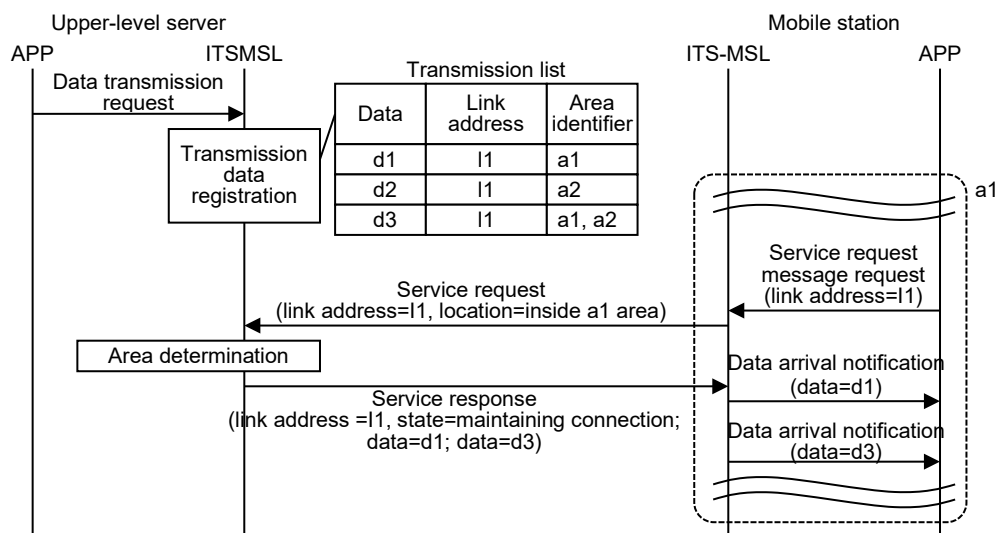 Upper-level server
Mobile station
APP
ITSMSL
ITS-MSL
APP
Data transmission
request
Transmission list
Data
Link
address
Area
identifier
d1
l1
a1
d2
l1
a2
d3
l1
a1, a2
Transmission
data
registration
a1
Service request
message request
(link address=l1)
Service request
(link address=l1, location=inside a1 area)
Area determination
Data arrival notification
(data=d1)
Service response
(link address =l1, state=maintaining connection;
data=d1; data=d3)
Data arrival notification
(data=d3)